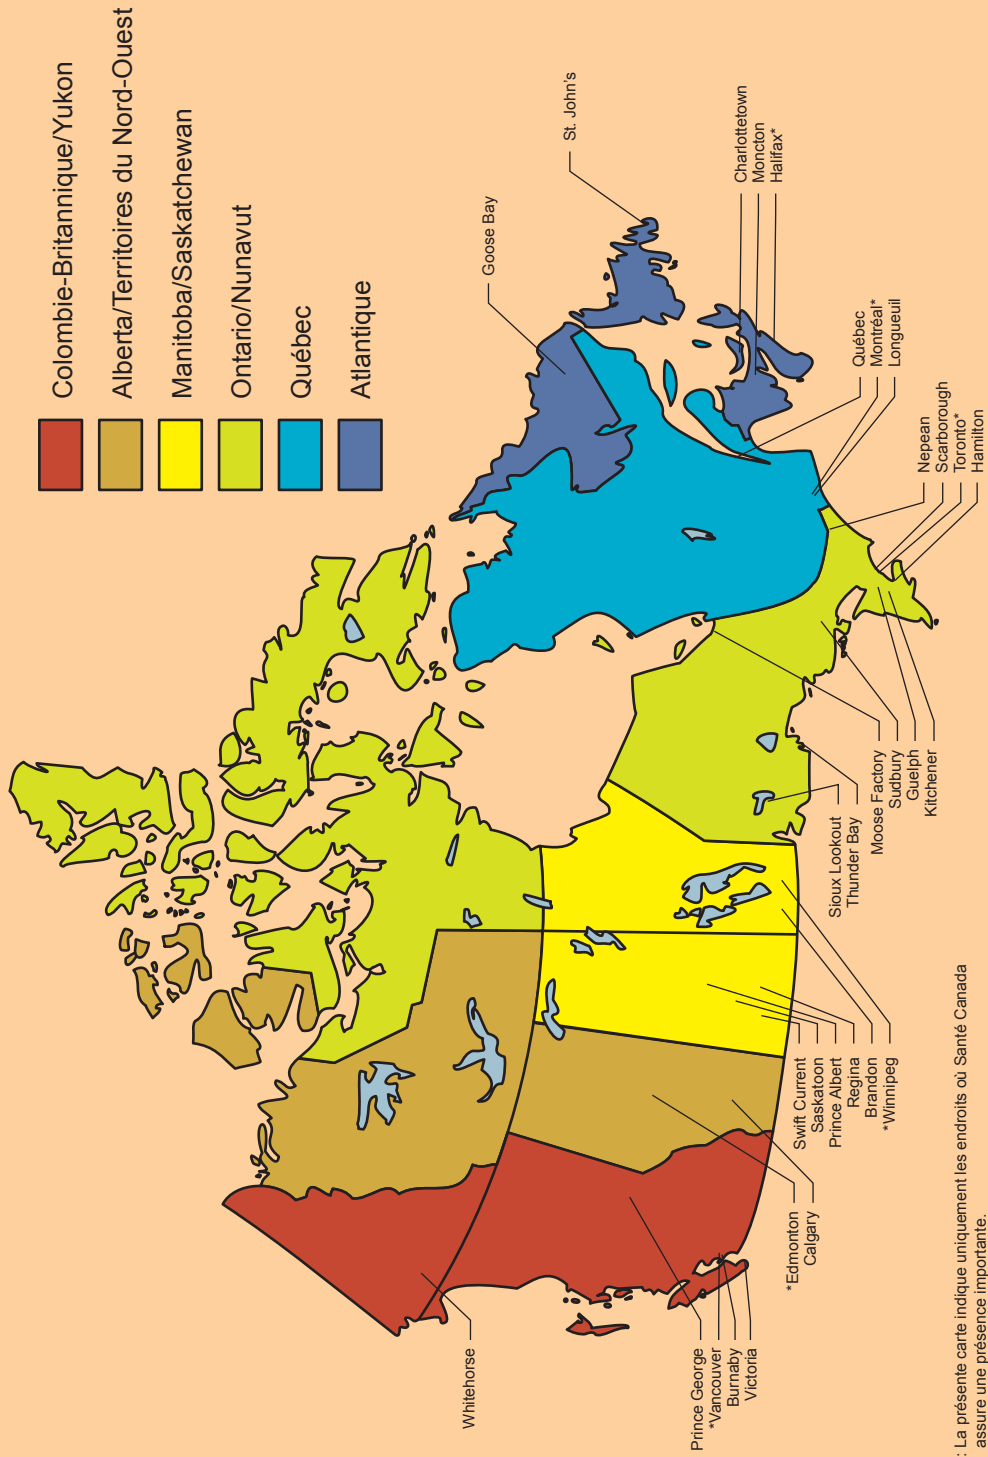 Colombie-Britannique/Yukon
Alberta/Territoires du Nord-Ouest
Manitoba/Saskatchewan
Ontario/Nunavut
Québec
Atlantique
Whitehorse
Prince George
*Vancouver
Burnaby
Victoria
*Edmonton
Calgary
Swift Current
Saskatoon
Prince Albert
Regina
Brandon
*Winnipeg
Sioux Lookout
Thunder Bay
Moose Factory
Sudbury
Guelph
Kitchener
Nepean
Scarborough
Toronto*
Hamilton
Québec
Montréal*
Longueuil
Goose Bay
St. John's
Charlottetown
Moncton
Halifax*
: La présente carte indique uniquement les endroits où Santé Canada
assure une présence importante.